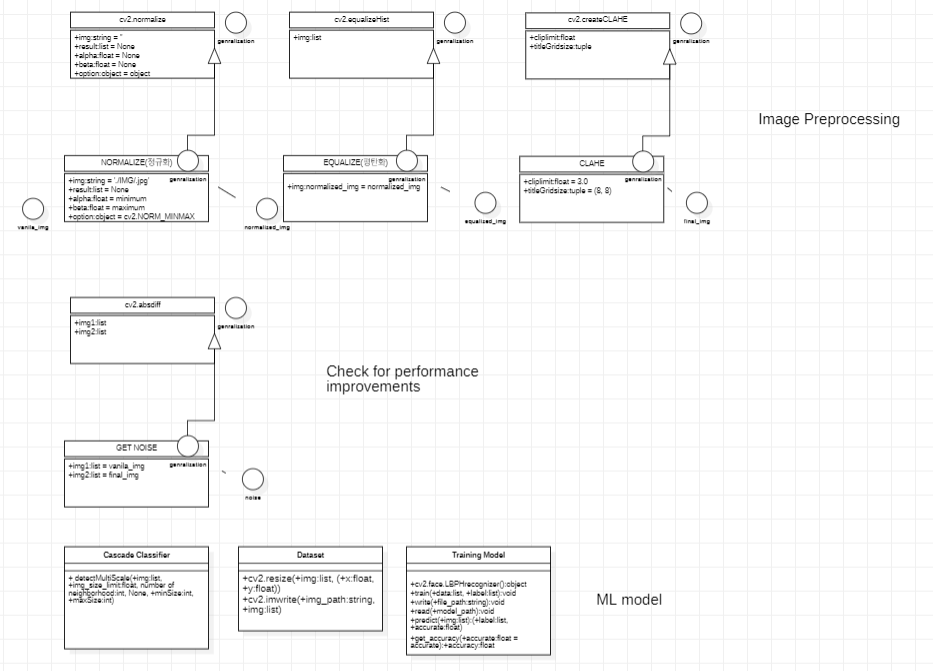 cv2.normalize
+img:string = ''
+result:list = None
+alpha:float = None
+beta:float = None
+option:object = object
genralization
cv2.equalizeHist
+img:list
genralization
cv2.createCLAHE
+cliplimit:float
+titleGridsize:tuple
genralization
Image Preprocessing
NORMALIZE(정규화)
genralization
+img:string = './IMG/.jpg'
+result:list = None
+alpha:float = minimum
+beta:float = maximum
+option:object = cv2.NORM_MINMAX
vanila_img
normalized_img
EQUALIZE(평탄화)
genralization
+img:normalized_img = normalized_img
equalized_img
CLAHE
genralization
+cliplimit:float = 3.0
+titleGridsize:tuple = (8, 8)
final_img
cv2.absdiff
+img1:list
+img2:list
genralization
Check for performance
improvements
GET NOISE
genralization
+img1:list = vanila_img
+img2:list = final_img
noise
Cascade Classifier
+ detectMultiScale(+img:list,
+img_size_limit:float, number of
neighborhood:int, None, +minSize:int,
+maxSize:int)
Dataset
+cv2.resize(+img:list, (+x:float,
+y:float))
+cv2.imwrite(+img_path:string,
+img:list)
Training Model
+cv2.face.LBPHrecognizer():object
+train(+data:list, +label:list):void
+write(+file_path:string):void
+read(+model_path):void
+predict(+img:list):(+label:list,
+accurate:float)
+get_accuracy(+accurate:float =
accurate):+accuracy:float
ML model